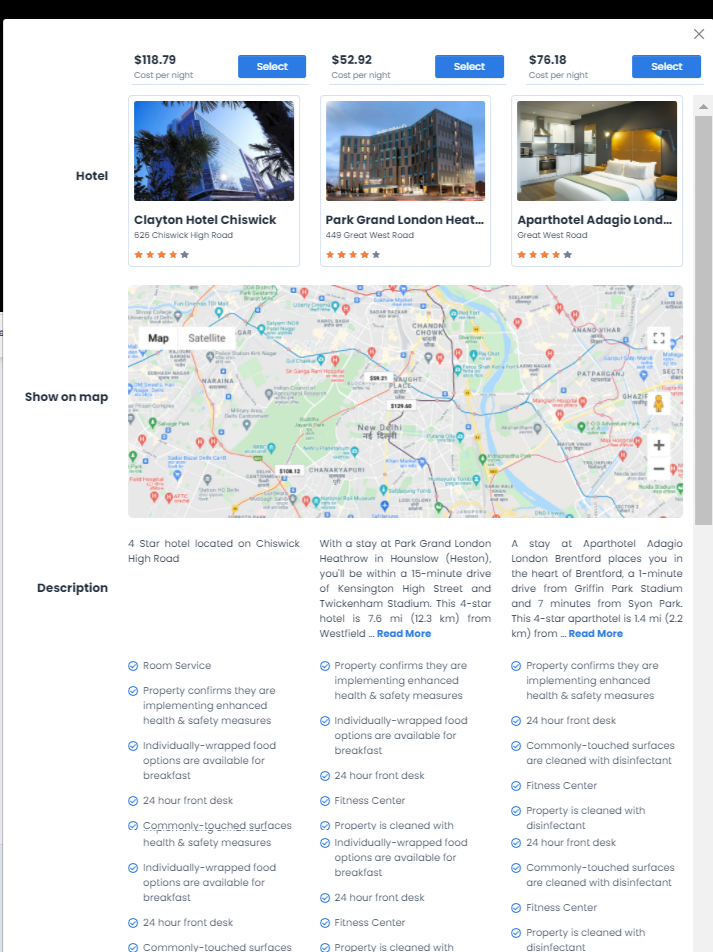 $118.79
Cost per night
Select
$52.92
Cost per night
Select
$76.18
Cost per night
Select
Hotel
Clayton Hotel Chiswick
626 Chiswick High Road
Park Grand London Heat...
449 Great West Road
Aparthotel Adagio Lond...
Great West Road
Show on map
Map
Satellite
CHANDNI
CHOWK
ANAND VIHAR
PATPARGANJ
NARAINA
$59.21
$129.60
New Delhi
नई दिल्ली
$108.12
CHANAKYAPURI
Description
4 Star hotel located on Chiswick
High Road
With a stay at Park Grand London
Heathrow in Hounslow (Heston),
you'll be within a 15-minute drive
of Kensington High Street and
Twickenham Stadium. This 4-star
hotel is 7.6 mi (12.3 km) from
Westfield ... Read More
A stay at Aparthotel Adagio
London Brentford places you in
the heart of Brentford, a 1-minute
drive from Griffin Park Stadium
and 7 minutes from Syon Park.
This 4-star aparthotel is 1.4 mi (2.2
km) from ... Read More
Room Service
Property confirms they are
implementing enhanced
health & safety measures
Individually-wrapped food
options are available for
breakfast
24 hour front desk
Commonly-touched surfaces
health & safety measures
Individually-wrapped food
options are available for
breakfast
24 hour front desk
Commonly-touched surfaces
Property confirms they are
implementing enhanced
health & safety measures
Individually-wrapped food
options are available for
breakfast
24 hour front desk
Fitness Center
Property is cleaned with
Individually-wrapped food
options are available for
breakfast
24 hour front desk
Fitness Center
Property is cleaned with
Property confirms they are
implementing enhanced
health & safety measures
24 hour front desk
Commonly-touched surfaces
are cleaned with disinfectant
Fitness Center
Property is cleaned with
disinfectant
24 hour front desk
Commonly-touched surfaces
are cleaned with disinfectant
Fitness Center
Property is cleaned with
disinfectant